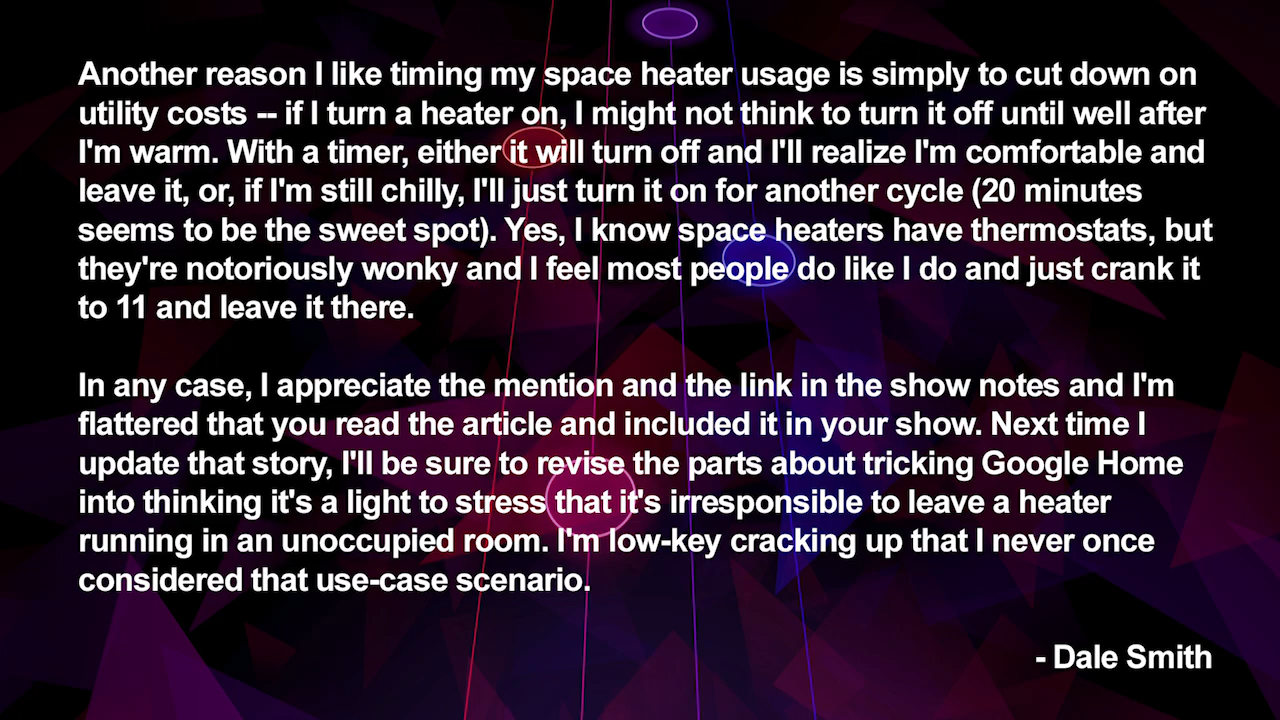 Another reason I like timing my space heater usage is simply to cut down on
utility costs -- if I turn a heater on, I might not think to turn it off until well after
I'm warm. With a timer, either it will turn off and I'll realize I'm comfortable and
leave it, or, if I'm still chilly, I'll just turn it on for another cycle (20 minutes
seems to be the sweet spot). Yes, I know space heaters have thermostats, but
they're notoriously wonky and I feel most people do like I do and just crank it
to 11 and leave it there.
In any case, I appreciate the mention and the link in the show notes and I'm
flattered that you read the article and included it in your show. Next time I
update that story, I'll be sure to revise the parts about tricking Google Home
into thinking it's a light to stress that it's irresponsible to leave a heater
running in an unoccupied room. I'm low-key cracking up that I never once
considered that use-case scenario.
- Dale Smith